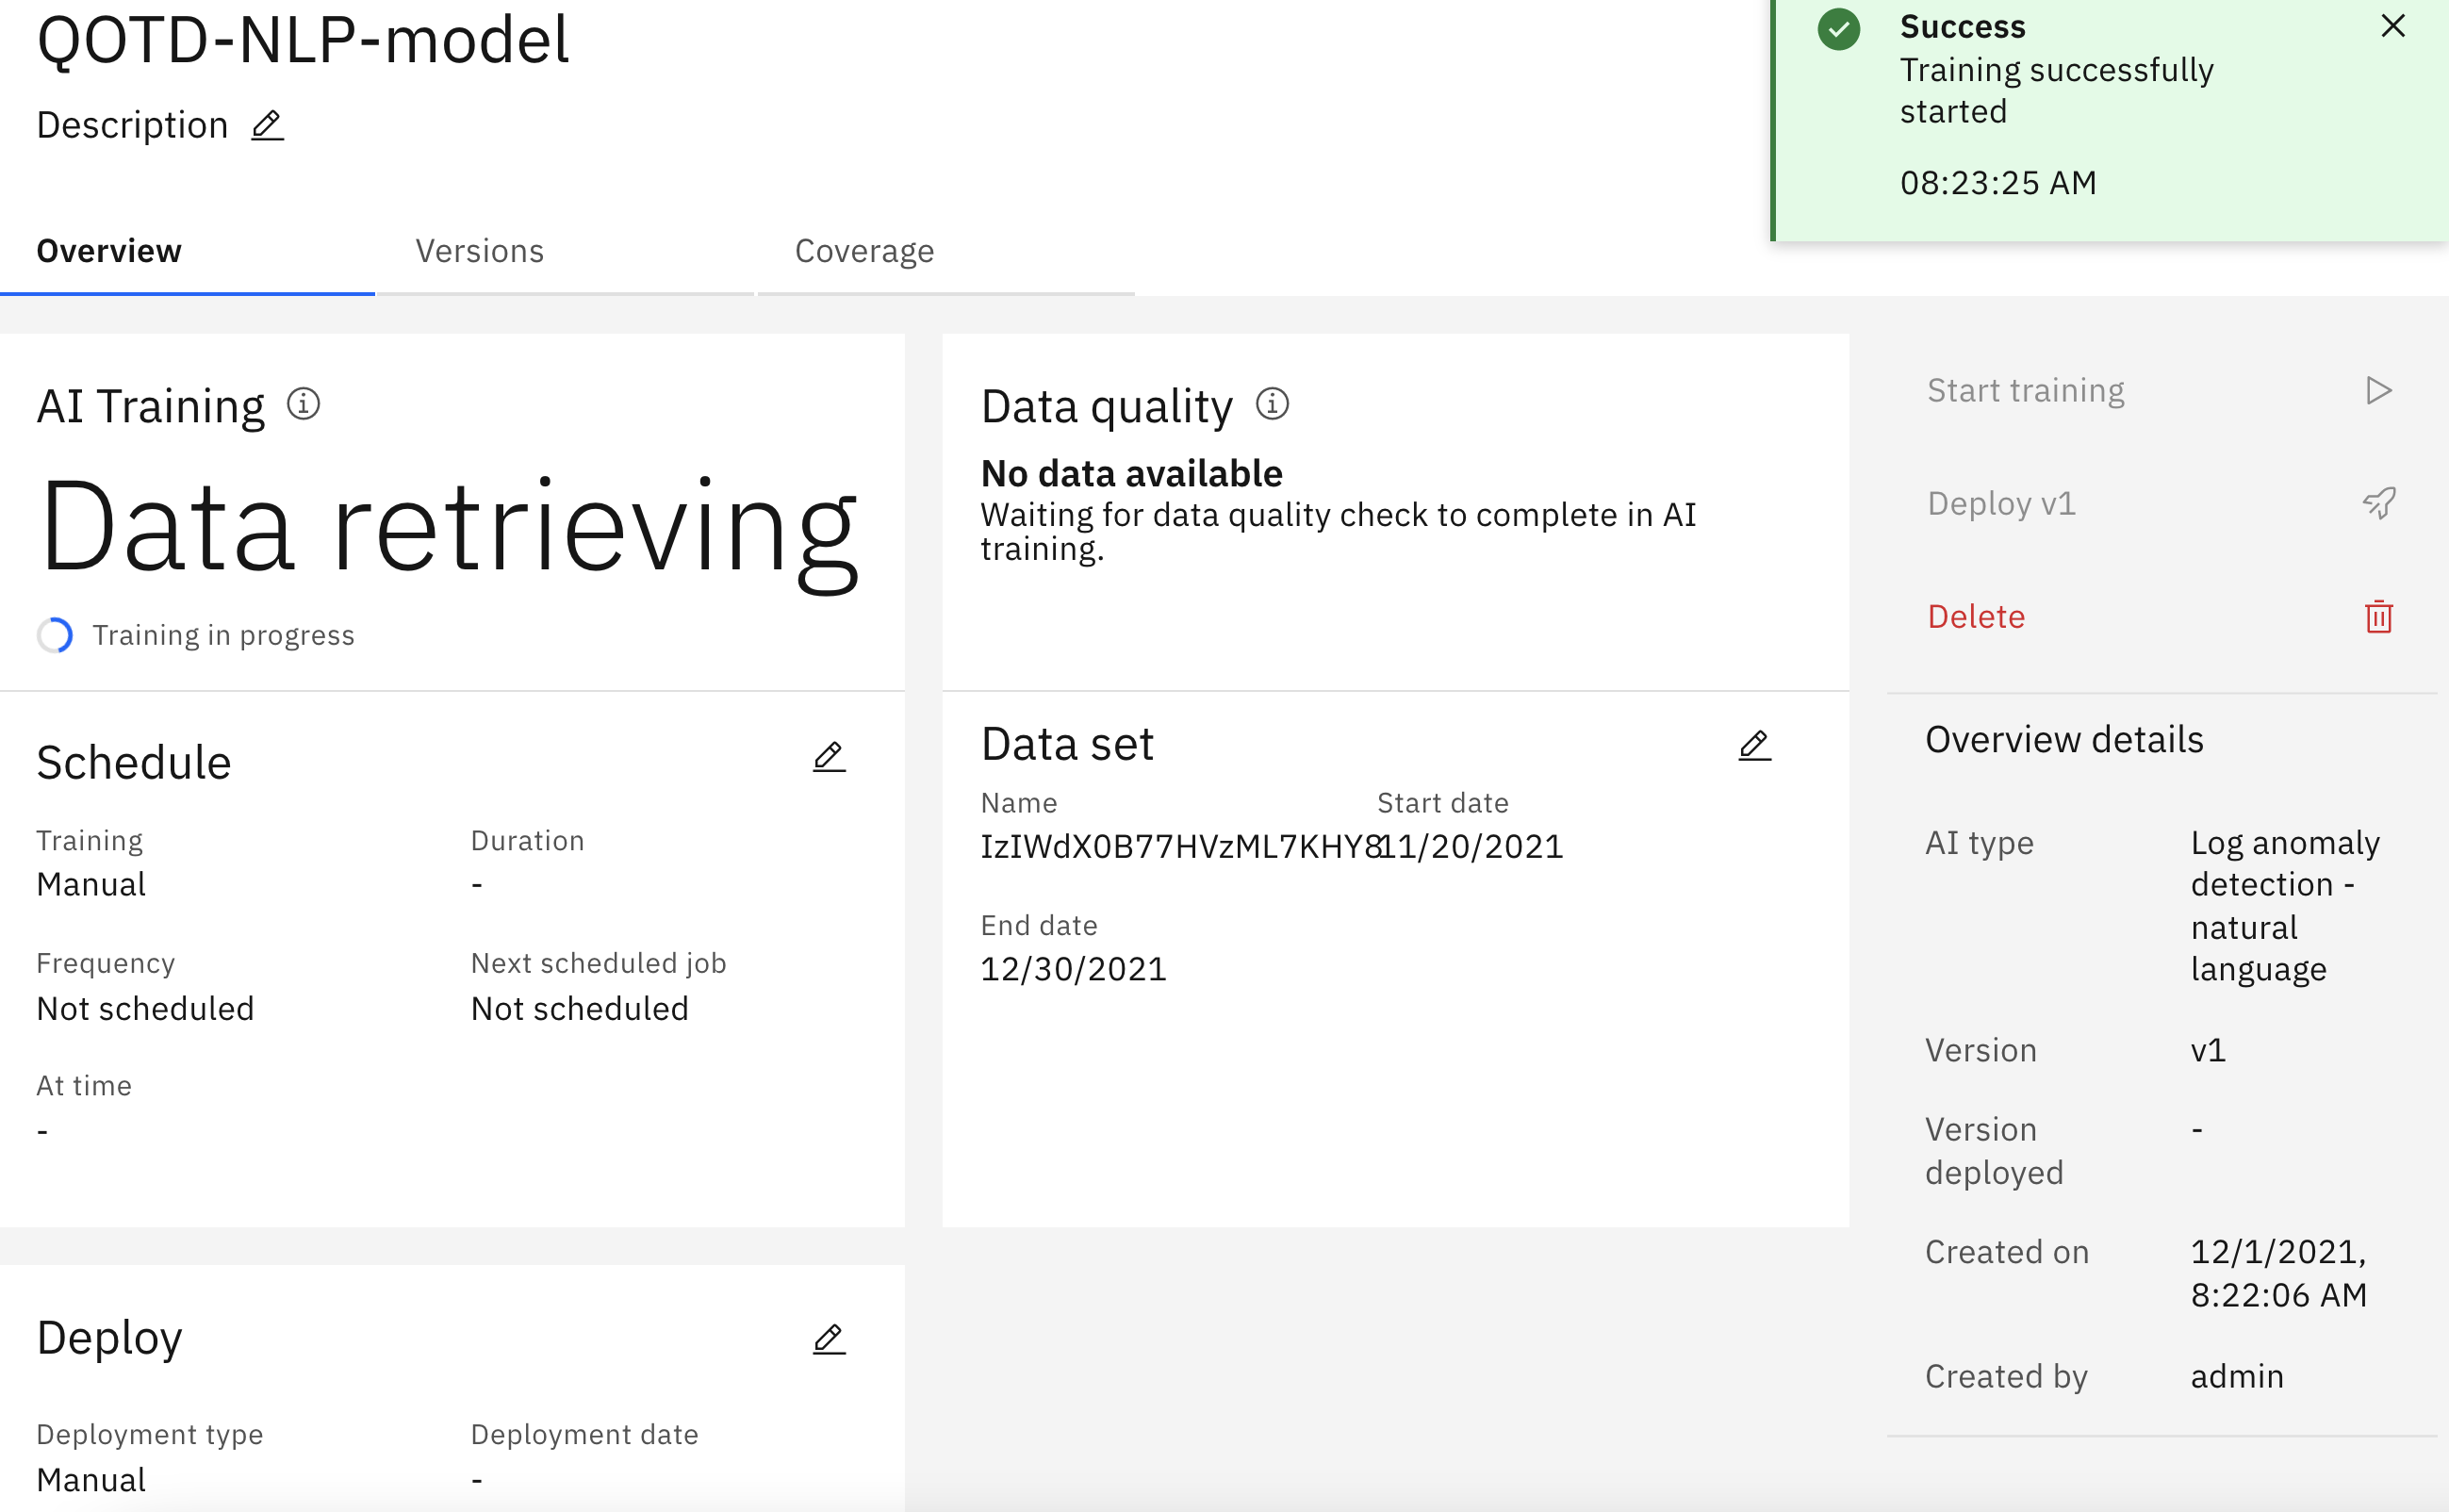 QOTD-NLP-model
Description
Success
Training successfully
started
08:23:25 AM
Overview
Versions
Coverage
AI Training
Data retrieving
Training in progress
Data quality
No data available
Waiting for data quality check to complete in AI
training.
Start training
Deploy v1
Delete
Schedule
Training
Manual
Duration
-
Frequency
Not scheduled
Next scheduled job
Not scheduled
At time
-
Data set
Name
IzIWdX0B77HVzML7KHY8
Start date
11/20/2021
End date
12/30/2021
Overview details
AI type
Log anomaly
detection -
natural
language
Version
v1
Version
deployed
-
Created on
12/1/2021,
8:22:06 AM
Created by
admin
Deploy
Deployment type
Manual
Deployment date
-